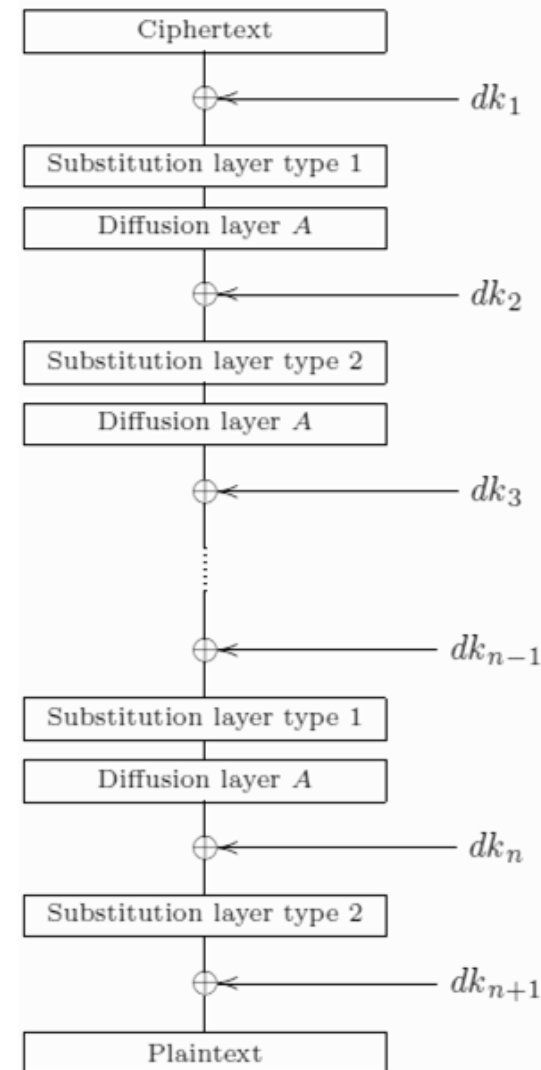 Ciphertext
dk₁
Substitution layer type 1
Diffusion layer A
dk₂
Substitution layer type 2
Diffusion layer A
dk₃
dkₙ₋₁
Substitution layer type 1
Diffusion layer A
dkₙ
Substitution layer type 2
dkₙ₊₁
Plaintext